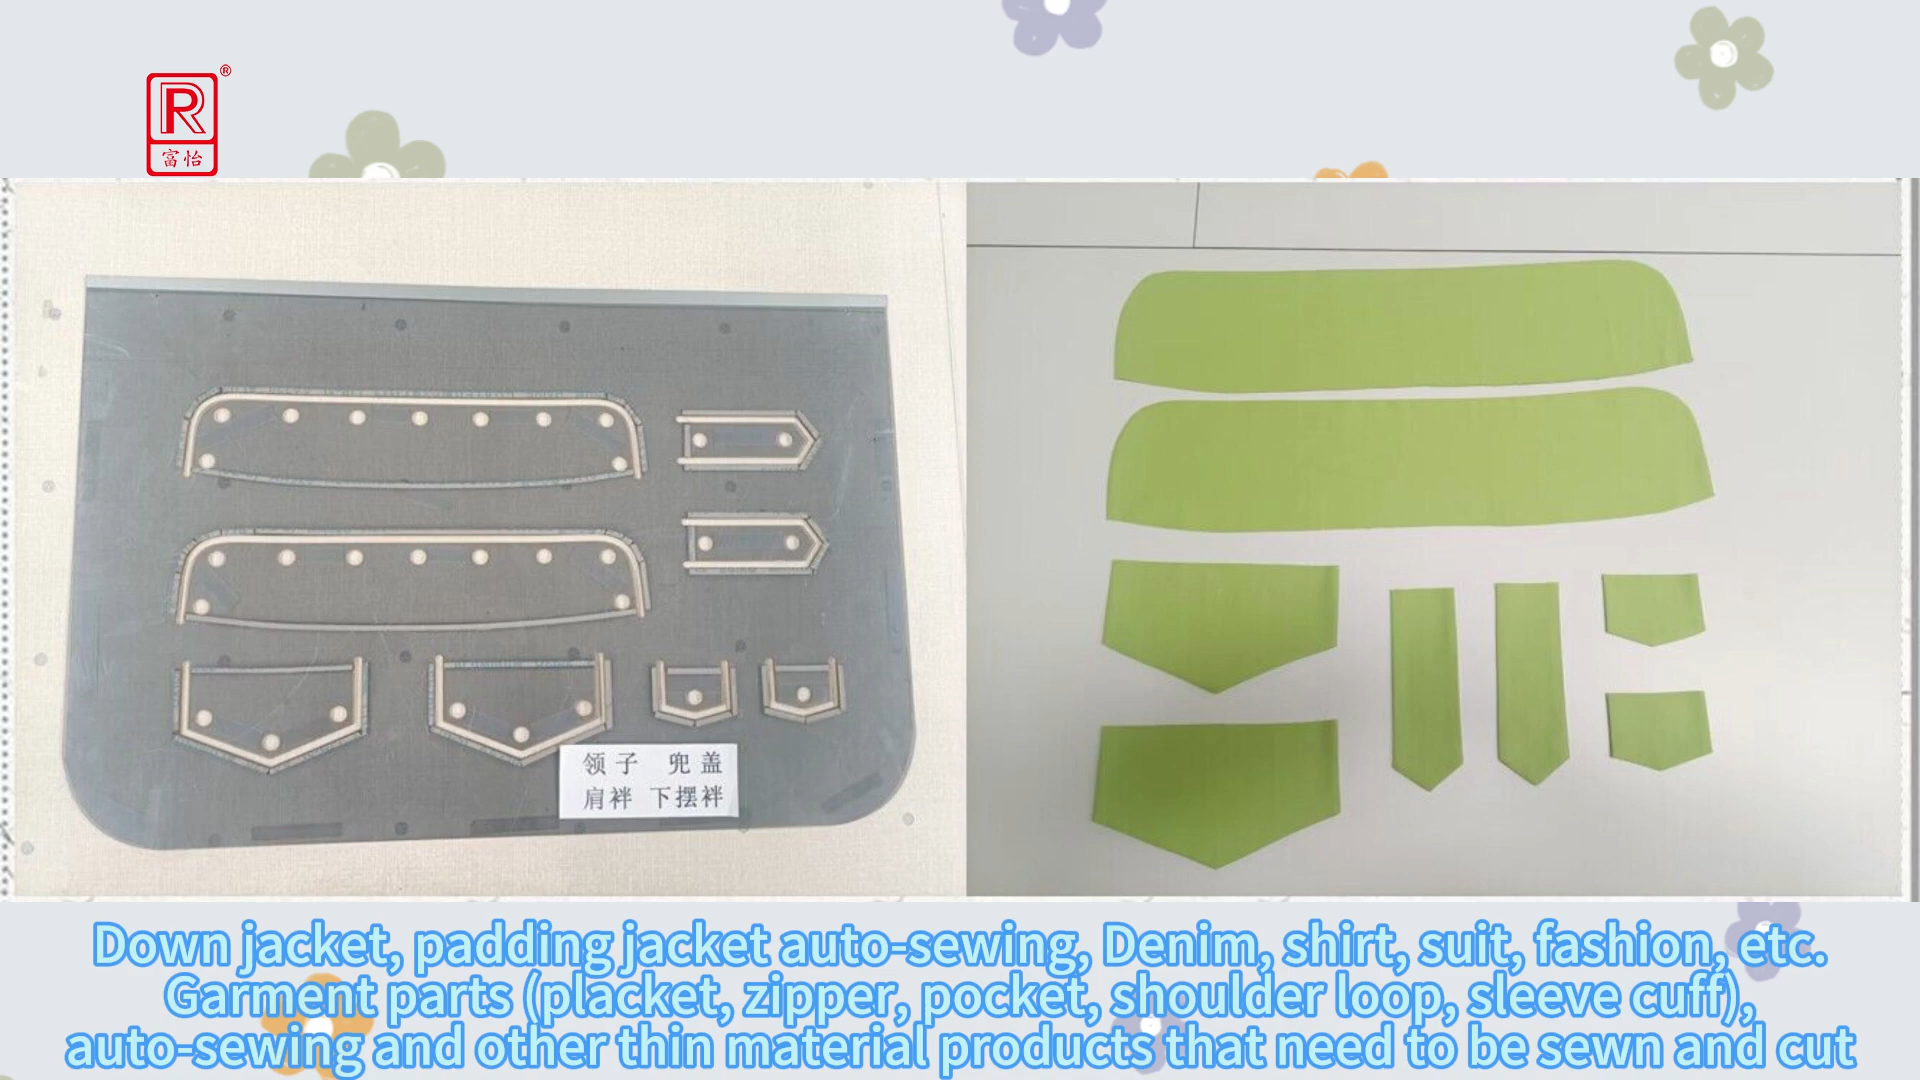 R®
富怡
领子 兜盖
肩袢 下摆袢
Down jacket, padding jacket auto-sewing, Denim, shirt, suit, fashion, etc.
Garment parts (placket, zipper, pocket, shoulder loop, sleeve cuff),
auto-sewing and other thin material products that need to be sewn and cut